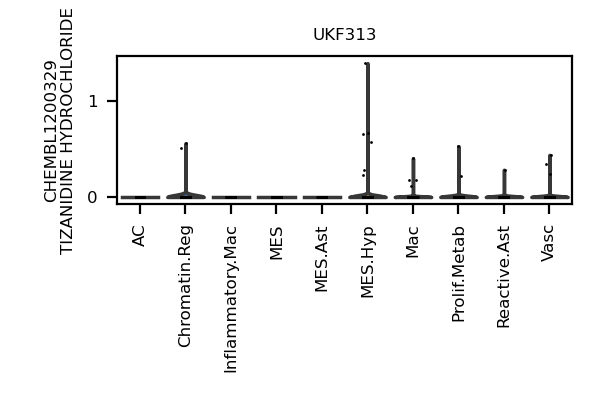 UKF313
CHEMBL1200329
TIZANIDINE HYDROCHLORIDE
1
0
AC
Chromatin.Reg
Inflammatory.Mac
MES
MES.Ast
MES.Hyp
Mac
Prolif.Metab
Reactive.Ast
Vasc